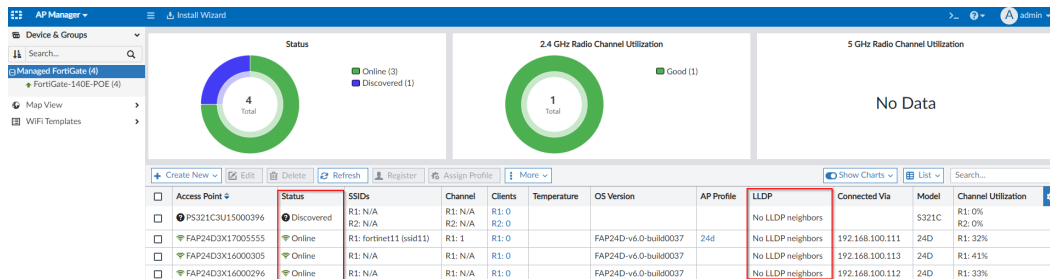 AP Manager
Install Wizard
admin
Device & Groups
Search...
Managed FortiGate (4)
FortiGate-140E-POE (4)
Map View
WiFi Templates
Status
4
Total
Online (3)
Discovered (1)
2.4 GHz Radio Channel Utilization
1
Total
Good (1)
5 GHz Radio Channel Utilization
No Data
Create New Edit Delete Refresh Register Assign Profile More Show Charts List Search...
Access Point Status SSIDs Channel Clients Temperature OS Version AP Profile LLDP Connected Via Model Channel Utilization
PS321C3U15000396 Discovered R1: N/A R1: N/A R1: 0 No LLDP neighbors S321C R1: 0%
R2: N/A R2: N/A R2: 0 R2: 0%
FAP24D3X17005555 Online R1: fortinet11 (ssid11) R1: 1 R1: 0 FAP24D-v6.0-build0037 24d No LLDP neighbors 192.168.100.111 24D R1: 32%
FAP24D3X16000305 Online R1: N/A R1: N/A R1: 0 FAP24D-v6.0-build0037 No LLDP neighbors 192.168.100.113 24D R1: 41%
FAP24D3X16000296 Online R1: N/A R1: N/A R1: 0 FAP24D-v6.0-build0037 No LLDP neighbors 192.168.100.112 24D R1: 33%